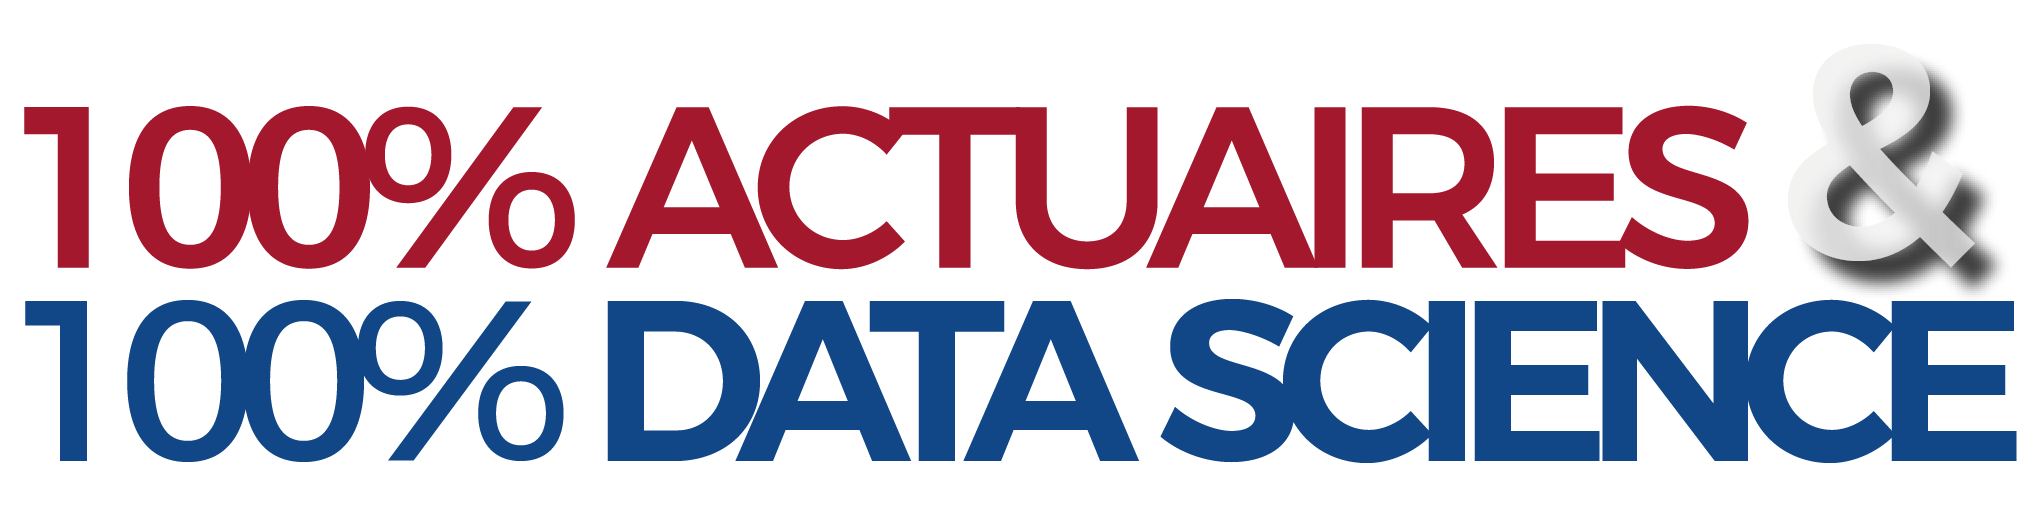 100% ACTUAIRES &
100% DATA SCIENCE